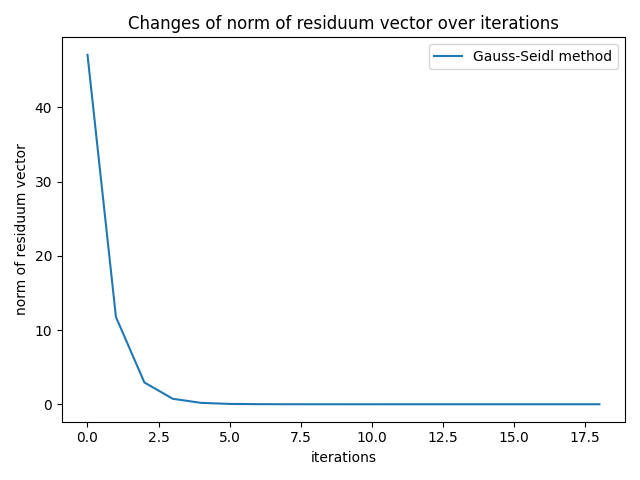 Changes of norm of residuum vector over iterations
Gauss-Seidl method
norm of residuum vector
40
30
20
10
0
0.0 2.5 5.0 7.5 10.0 12.5 15.0 17.5
iterations